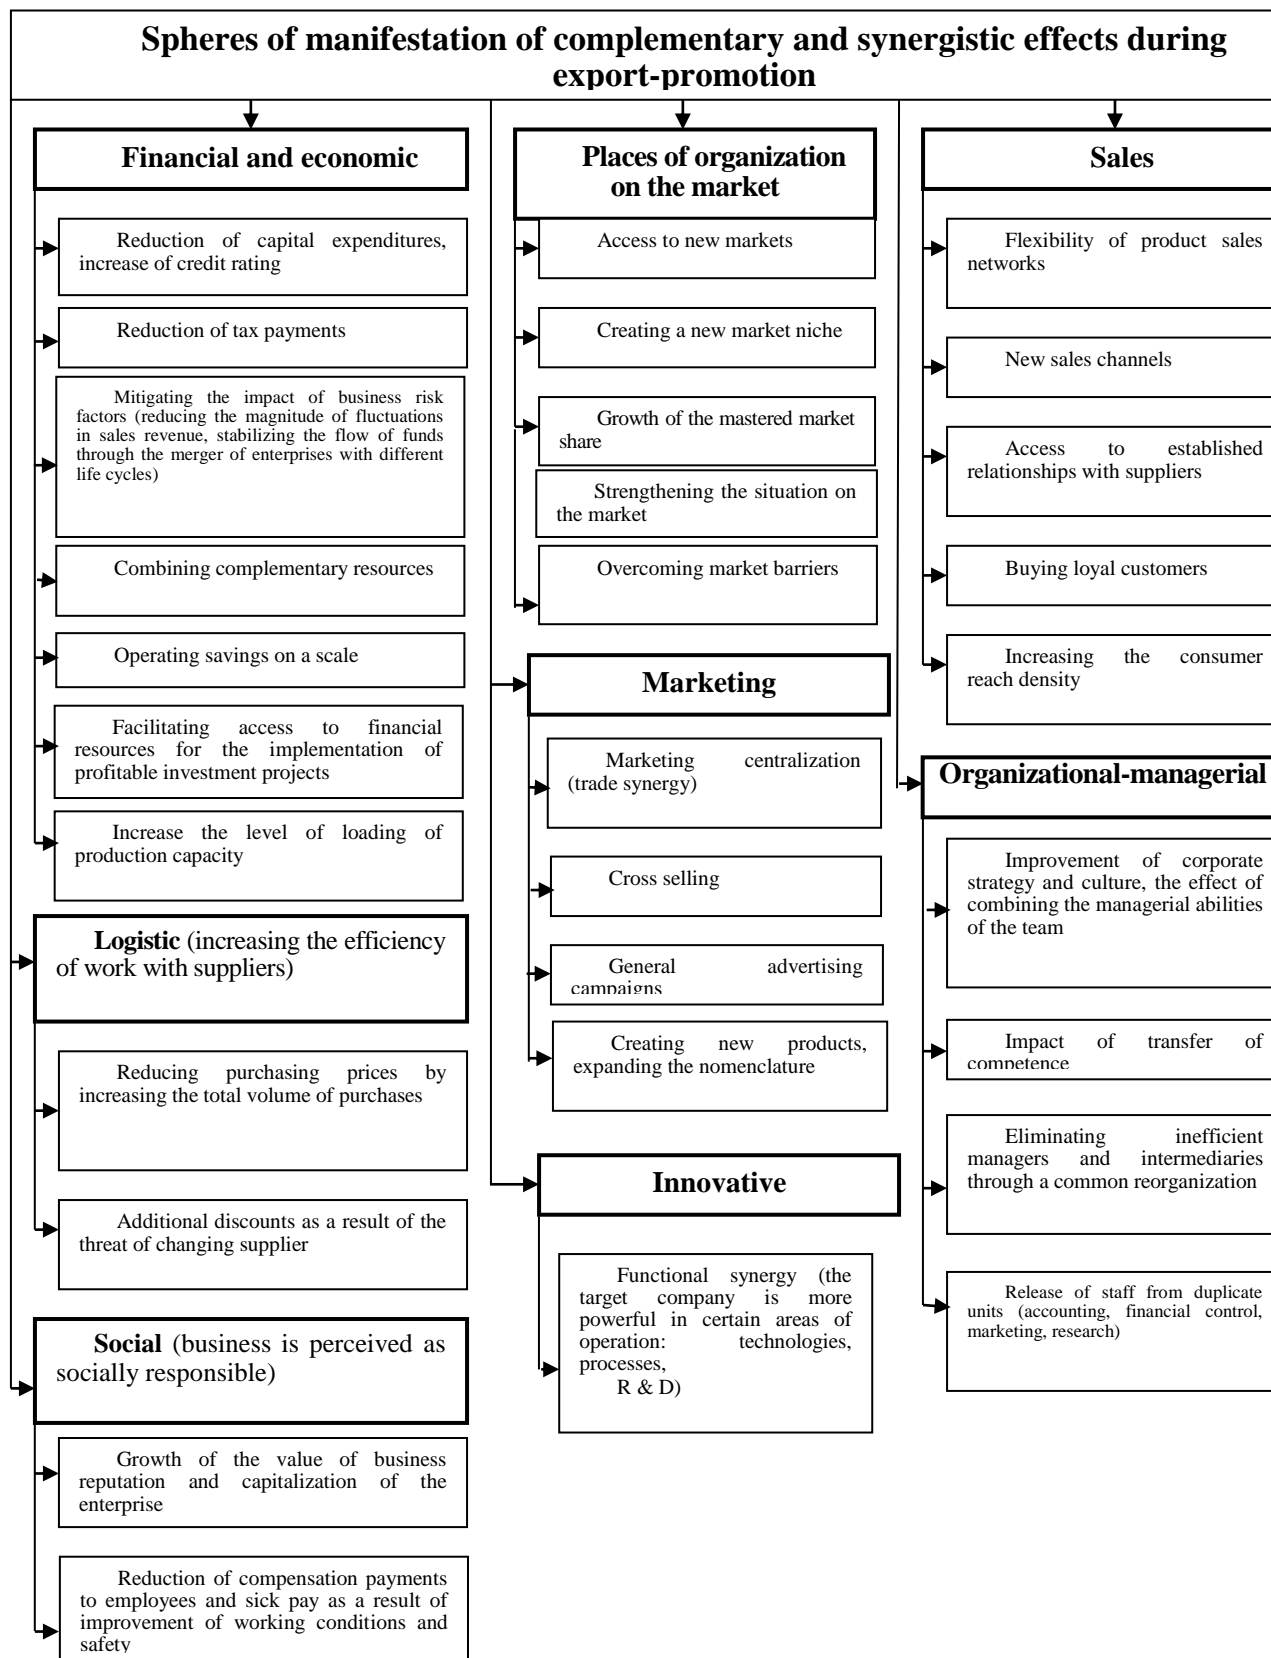 Spheres of manifestation of complementary and synergistic effects during
export-promotion
Financial and economic
Reduction of capital expenditures,
increase of credit rating
Reduction of tax payments
Mitigating the impact of business risk
factors (reducing the magnitude of fluctuations
in sales revenue, stabilizing the flow of funds
through the merger of enterprises with different
life cycles)
Combining complementary resources
Operating savings on a scale
Facilitating access to financial
resources for the implementation of
profitable investment projects
Increase the level of loading of
production capacity
Logistic (increasing the efficiency
of work with suppliers)
Reducing purchasing prices by
increasing the total volume of purchases
Additional discounts as a result of the
threat of changing supplier
Social (business is perceived as
socially responsible)
Growth of the value of business
reputation and capitalization of the
enterprise
Reduction of compensation payments
to employees and sick pay as a result of
improvement of working conditions and
safety
Places of organization
on the market
Access to new markets
Creating a new market niche
Growth of the mastered market
share
Strengthening the situation on
the market
Overcoming market barriers
Marketing
Marketing centralization
(trade synergy)
Cross selling
General advertising
campaigns
Creating new products,
expanding the nomenclature
Innovative
Functional synergy (the
target company is more
powerful in certain areas of
operation: technologies,
processes,
R & D)
Sales
Flexibility of product sales
networks
New sales channels
Access to established
relationships with suppliers
Buying loyal customers
Increasing the consumer
reach density
Organizational-managerial
Improvement of corporate
strategy and culture, the effect of
combining the managerial abilities
of the team
Impact of transfer of
competence
Eliminating inefficient
managers and intermediaries
through a common reorganization
Release of staff from duplicate
units (accounting, financial control,
marketing, research)